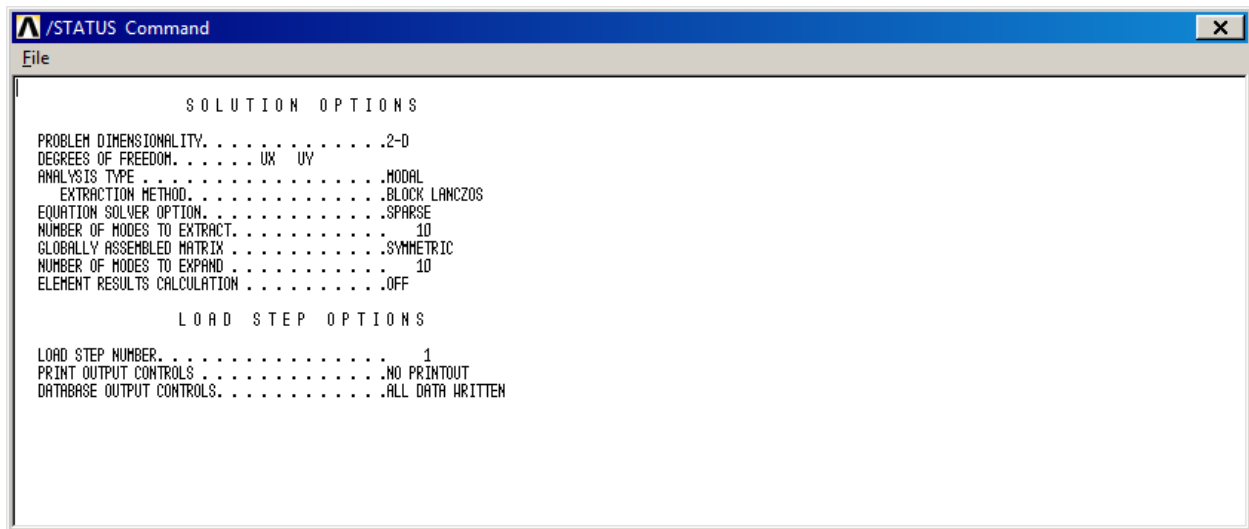 /STATUS Command
File
S O L U T I O N   O P T I O N S
PROBLEM DIMENSIONALITY. . . . . . . . . . . . .2-D
DEGREES OF FREEDOM. . . . . . UX   UY
ANALYSIS TYPE . . . . . . . . . . . . . . . . .MODAL
EXTRACTION METHOD. . . . . . . . . . . . . .BLOCK LANCZOS
EQUATION SOLVER OPTION. . . . . . . . . . . . .SPARSE
NUMBER OF MODES TO EXTRACT. . . . . . . . . . .   10
GLOBALLY ASSEMBLED MATRIX . . . . . . . . . . .SYMMETRIC
NUMBER OF MODES TO EXPAND . . . . . . . . . . .   10
ELEMENT RESULTS CALCULATION . . . . . . . . . .OFF
L O A D   S T E P   O P T I O N S
LOAD STEP NUMBER. . . . . . . . . . . . . . . .    1
PRINT OUTPUT CONTROLS . . . . . . . . . . . . .NO PRINTOUT
DATABASE OUTPUT CONTROLS. . . . . . . . . . . .ALL DATA WRITTEN